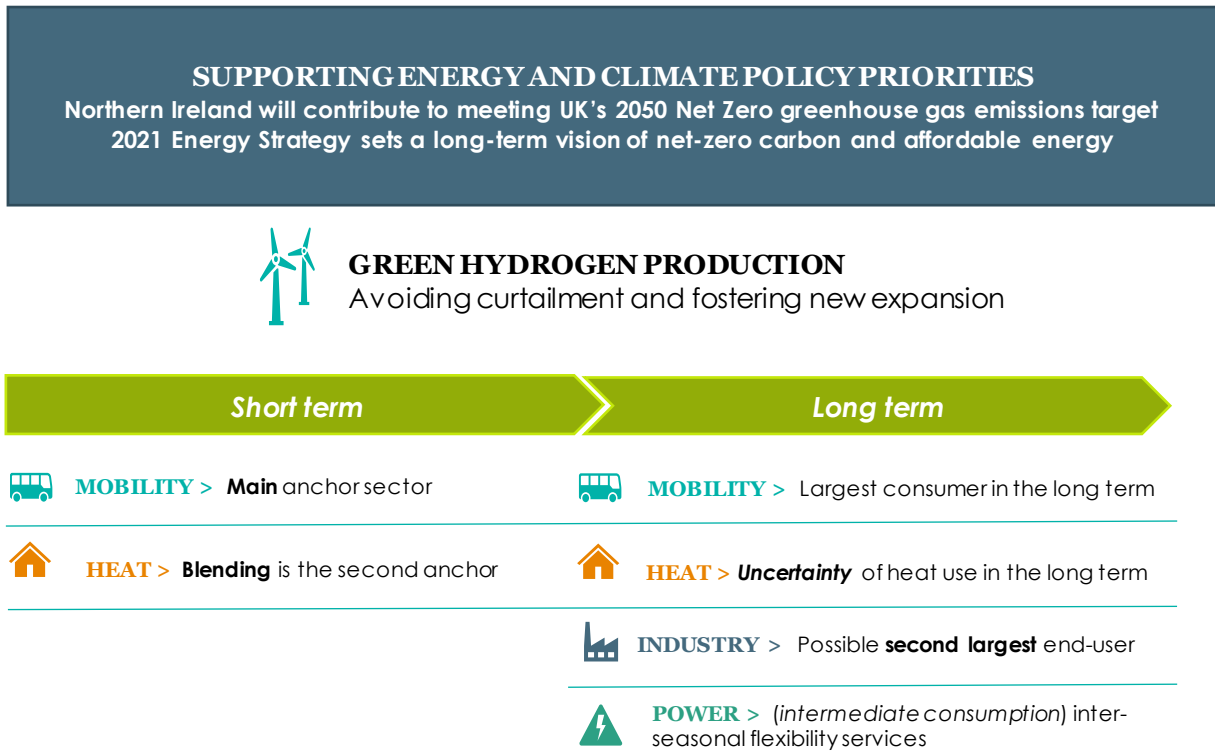 SUPPORTING ENERGY AND CLIMATE POLICY PRIORITIES
Northern Ireland will contribute to meeting UK's 2050 Net Zero greenhouse gas emissions target
2021 Energy Strategy sets a long-term vision of net-zero carbon and affordable energy
GREEN HYDROGEN PRODUCTION
Avoiding curtailment and fostering new expansion
Short term
Long term
MOBILITY > Main anchor sector
MOBILITY > Largest consumer in the long term
HEAT > Blending is the second anchor
HEAT > Uncertainty of heat use in the long term
INDUSTRY > Possible second largest end-user
POWER > (intermediate consumption) inter-
seasonal flexibility services